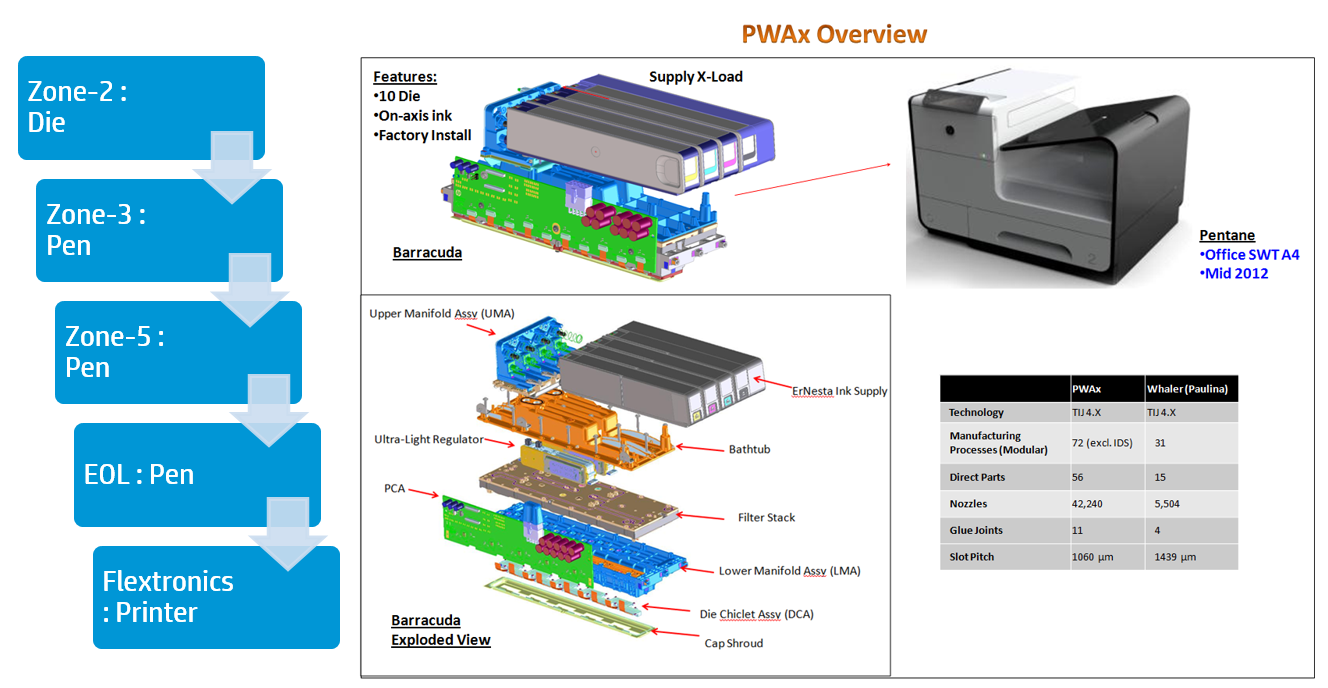 PWAx Overview
Zone-2 :
Die
Zone-3 :
Pen
Zone-5 :
Pen
EOL : Pen
Flextronics
: Printer
Features:
•10 Die
•On-axis ink
•Factory Install
Supply X-Load
Barracuda
Pentane
•Office SWT A4
•Mid 2012
Upper Manifold Assy (UMA)
ErNesta Ink Supply
Ultra-Light Regulator
Bathtub
PCA
Filter Stack
Lower Manifold Assy (LMA)
Die Chiclet Assy (DCA)
Cap Shroud
Barracuda
Exploded View
PWAx Whaler (Paulina)
Technology TIJ 4.X TIJ 4.X
Manufacturing
Processes (Modular) 72 (excl. IDS) 31
Direct Parts 56 15
Nozzles 42,240 5,504
Glue Joints 11 4
Slot Pitch 1060 µm 1439 µm
2